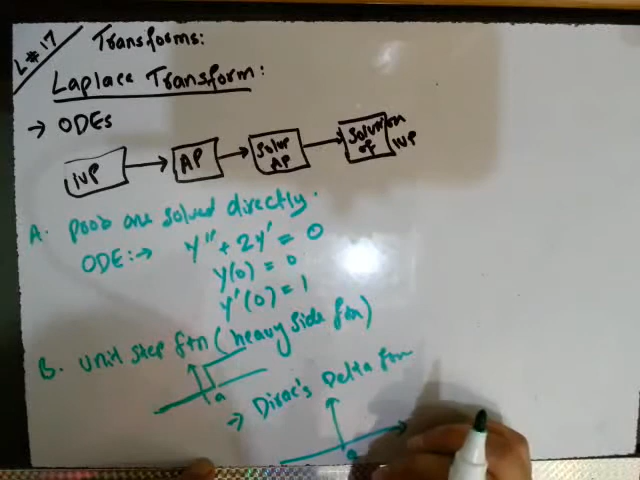 L#17
Transforms:
Laplace Transform:
→ ODEs
IVP → AP → Solve AP → Solution of IVP
A. Prob are solved directly.
ODE:→ y" + 2y' = 0
y(0) = 0
y'(0) = 1
B. Unit step ftn (heavy side ftn)
a
→ Dirac's Delta ftn
a